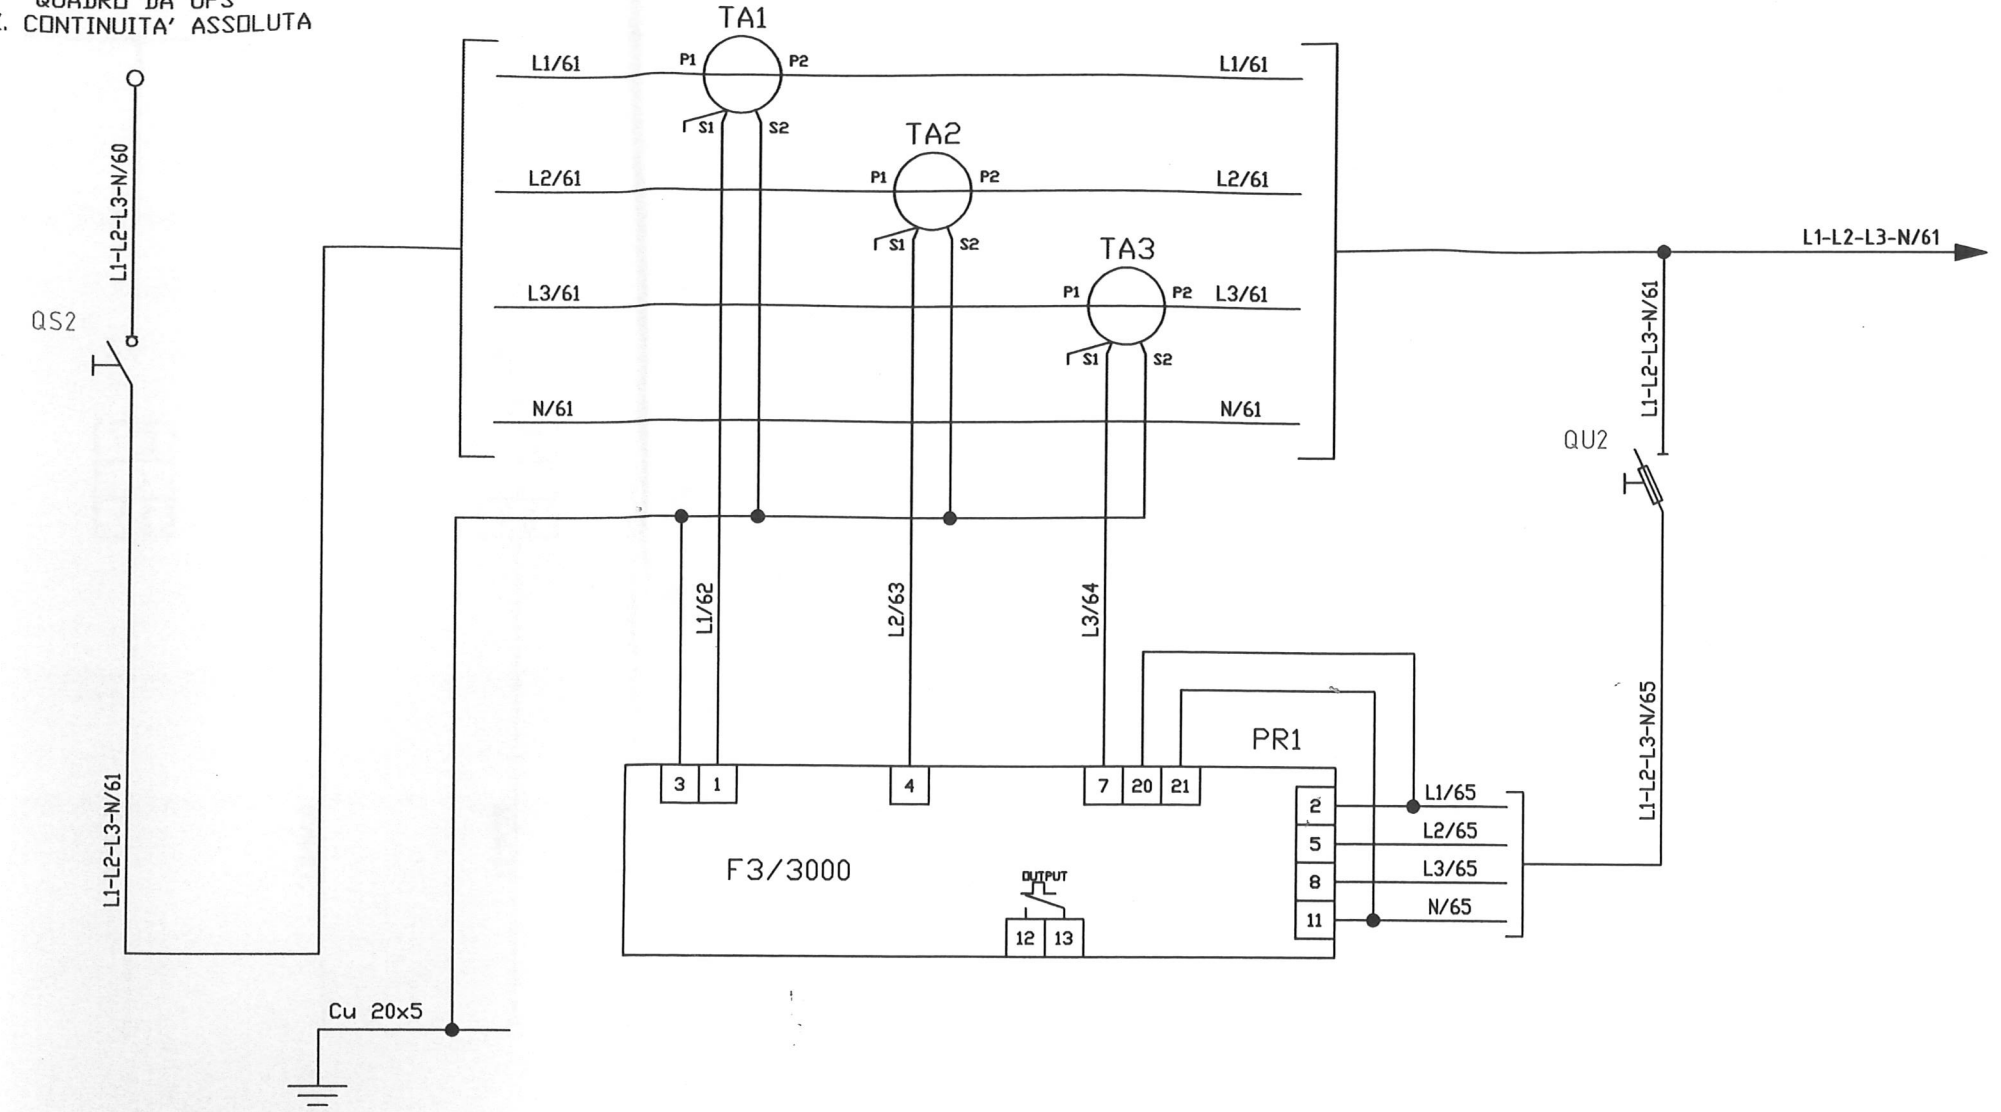 CONTINUITA' ASSOLUTA
TA1
L1/61
P1
P2
L1/61
S1
S2
TA2
L2/61
P1
P2
L2/61
S1
S2
TA3
L3/61
P1
P2
L3/61
S1
S2
N/61
N/61
L1-L2-L3-N/60
QS2
L1-L2-L3-N/61
L1-L2-L3-N/61
L1-L2-L3-N/61
QU2
L1-L2-L3-N/65
L1/62
L2/63
L3/64
PR1
3
1
4
7
20
21
2
L1/65
5
L2/65
8
L3/65
11
N/65
F3/3000
OUTPUT
12
13
Cu 20x5